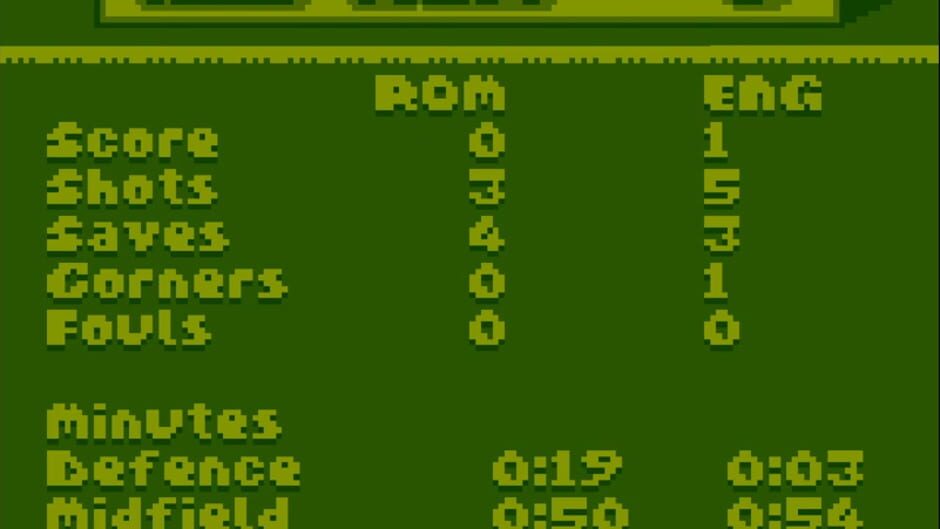 ROM ENG
Score 0 1
Shots 3 5
Saves 4 3
Corners 0 1
Fouls 0 0
Minutes
Defence 0:19 0:03
Midfield 0:50 0:54